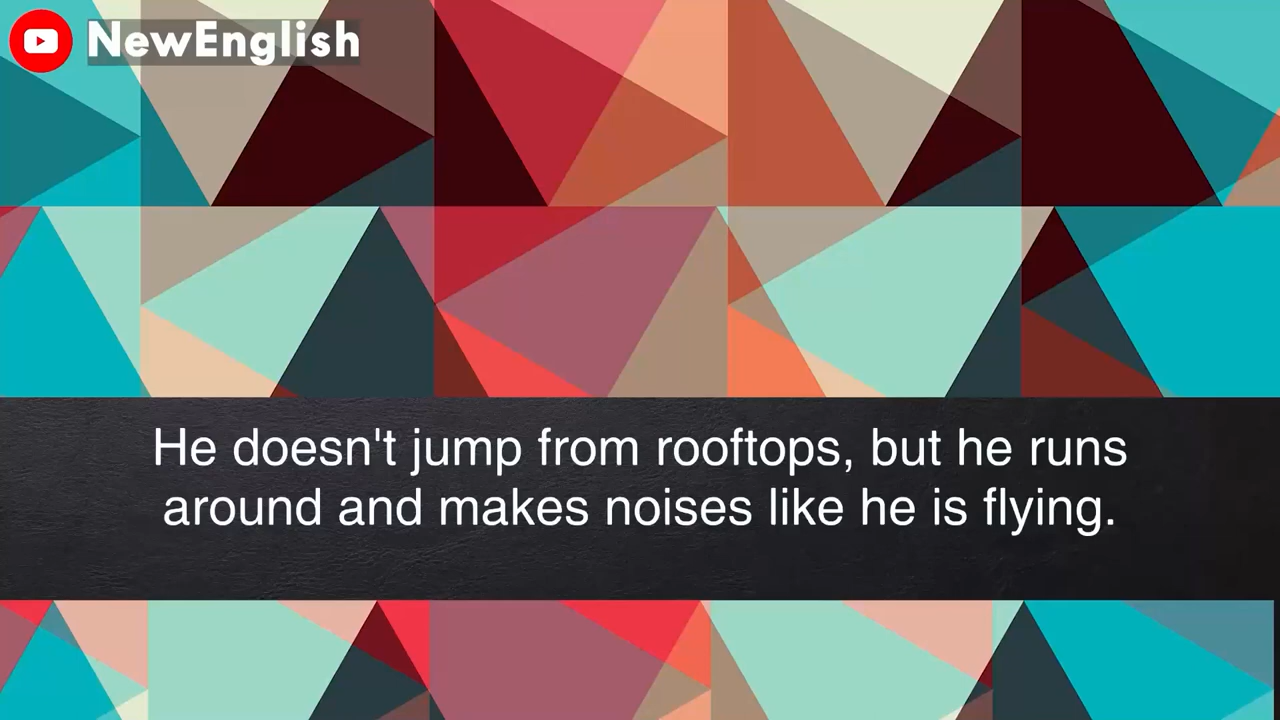 NewEnglish
He doesn't jump from rooftops, but he runs
around and makes noises like he is flying.